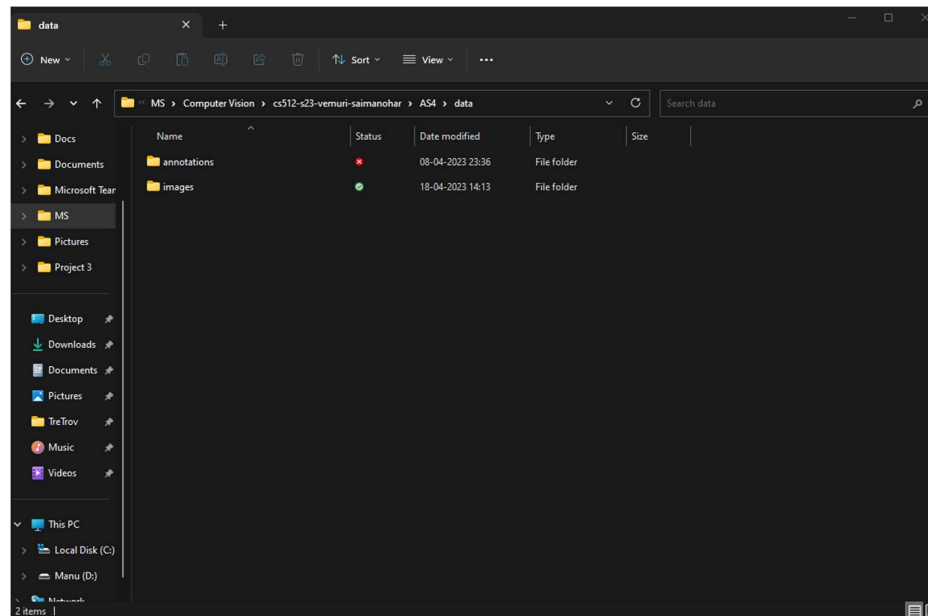 data
New
Sort
View
MS > Computer Vision > cs512-s23-vemuri-saimanohar > AS4 > data
Search data
Name Status Date modified Type Size
annotations 08-04-2023 23:36 File folder
images 18-04-2023 14:13 File folder
Docs
Documents
Microsoft Tear
MS
Pictures
Project 3
Desktop
Downloads
Documents
Pictures
TreTrov
Music
Videos
This PC
Local Disk (C:)
Manu (D:)
Network
2 items